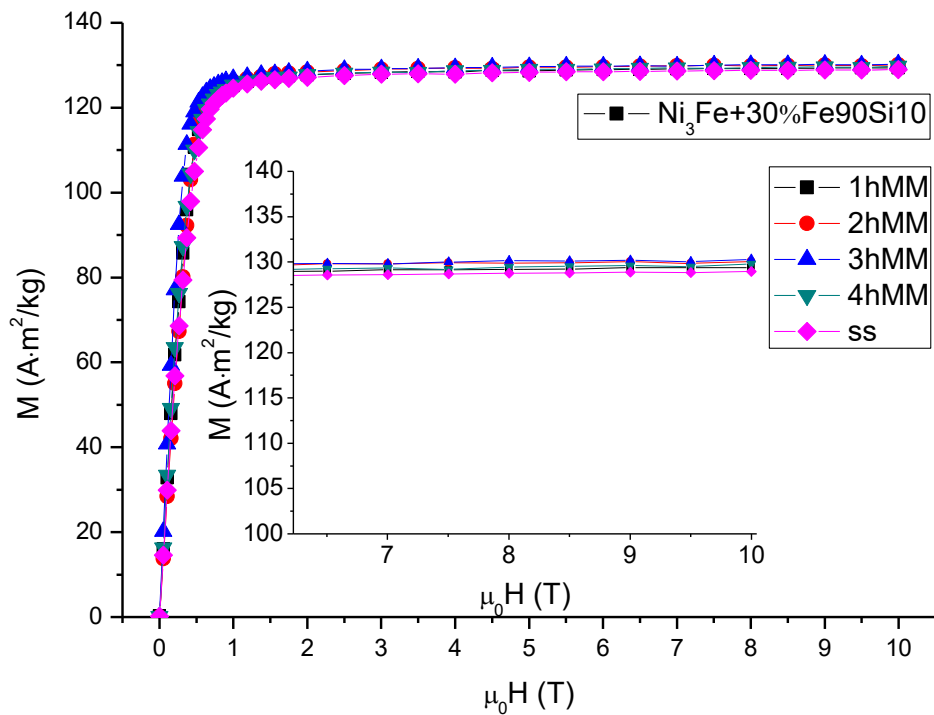 140
120
100
80
60
40
20
0
M (A·m²/kg)
0 1 2 3 4 5 6 7 8 9 10
μ₀H (T)
Ni₃Fe+30%Fe90Si10
1hMM
2hMM
3hMM
4hMM
ss
140
135
130
125
120
115
110
105
100
M (A·m²/kg)
7 8 9 10
μ₀H (T)